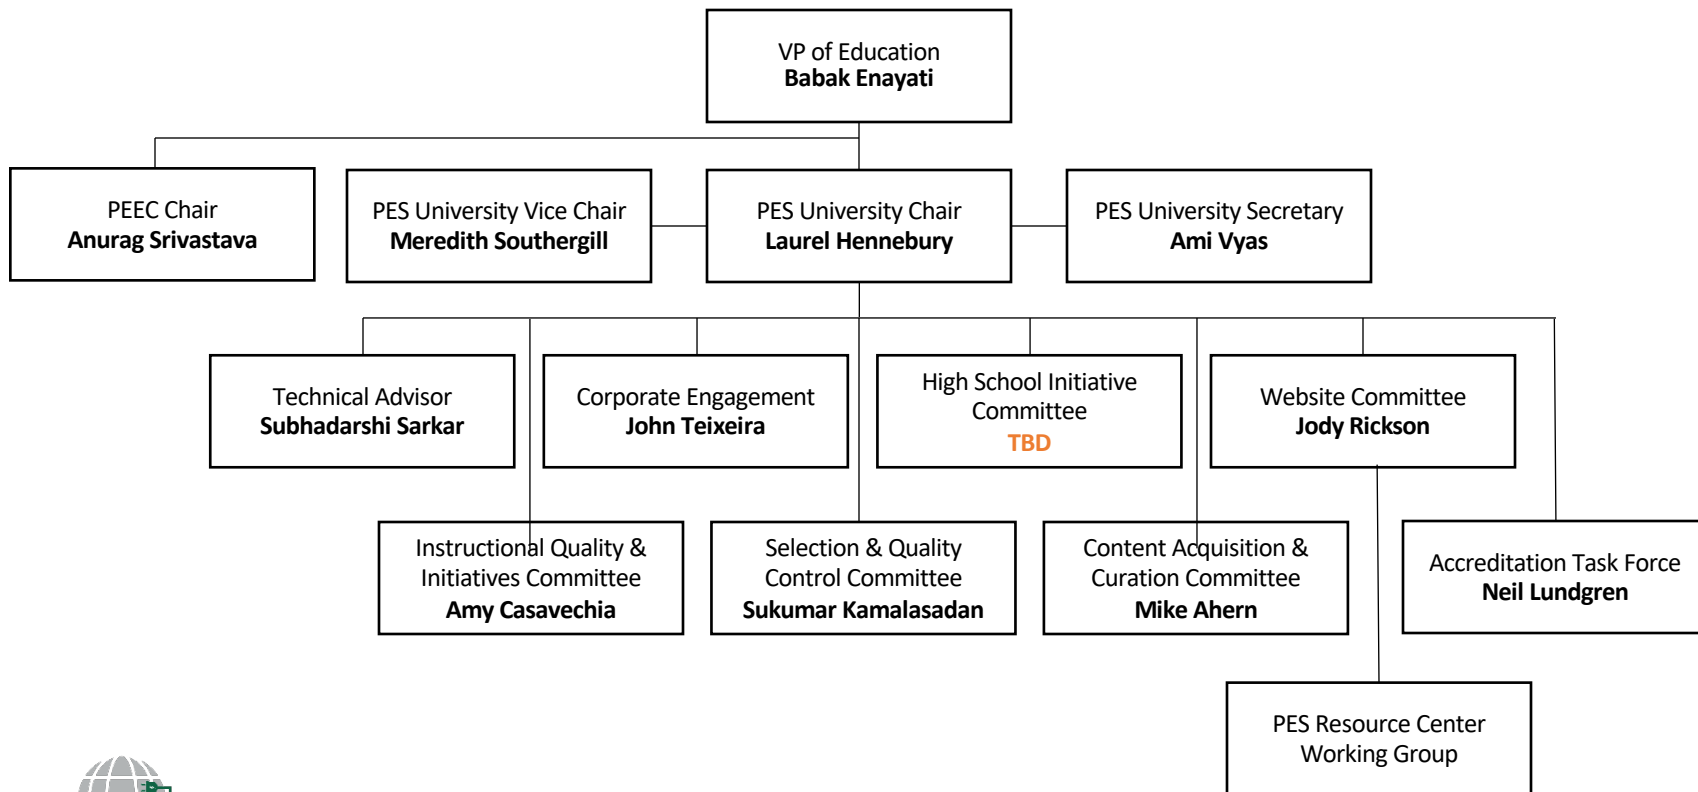 VP of Education
Babak Enayati
PEEC Chair
Anurag Srivastava
PES University Vice Chair
Meredith Southergill
PES University Chair
Laurel Hennebury
PES University Secretary
Ami Vyas
Technical Advisor
Subhadarshi Sarkar
Corporate Engagement
John Teixeira
High School Initiative
Committee
TBD
Website Committee
Jody Rickson
Instructional Quality &
Initiatives Committee
Amy Casavechia
Selection & Quality
Control Committee
Sukumar Kamalasadan
Content Acquisition &
Curation Committee
Mike Ahern
Accreditation Task Force
Neil Lundgren
PES Resource Center
Working Group